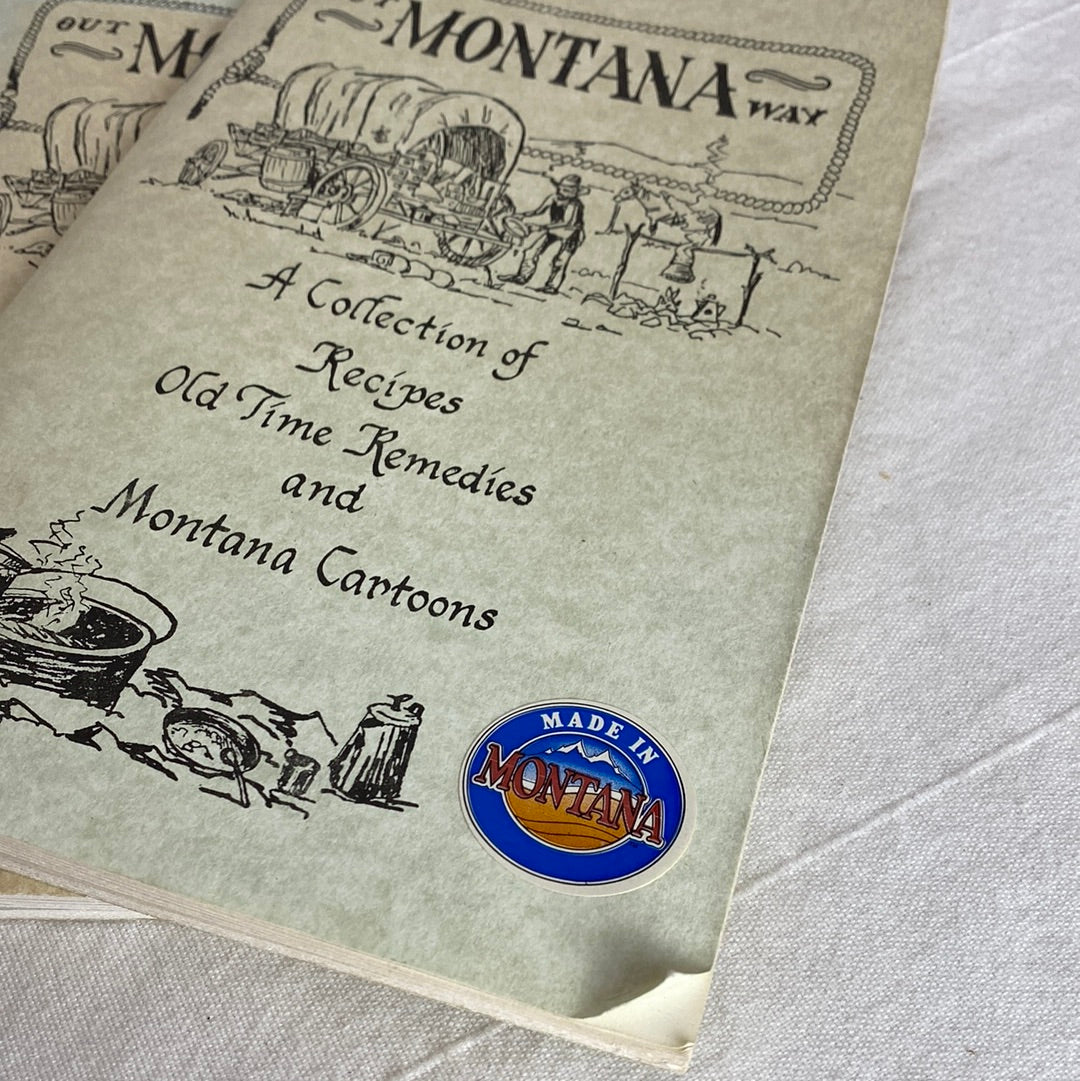 OUT
MONTANA
WAY
A Collection of
Recipes
Old Time Remedies
and
Montana Cartoons
MADE IN
MONTANA